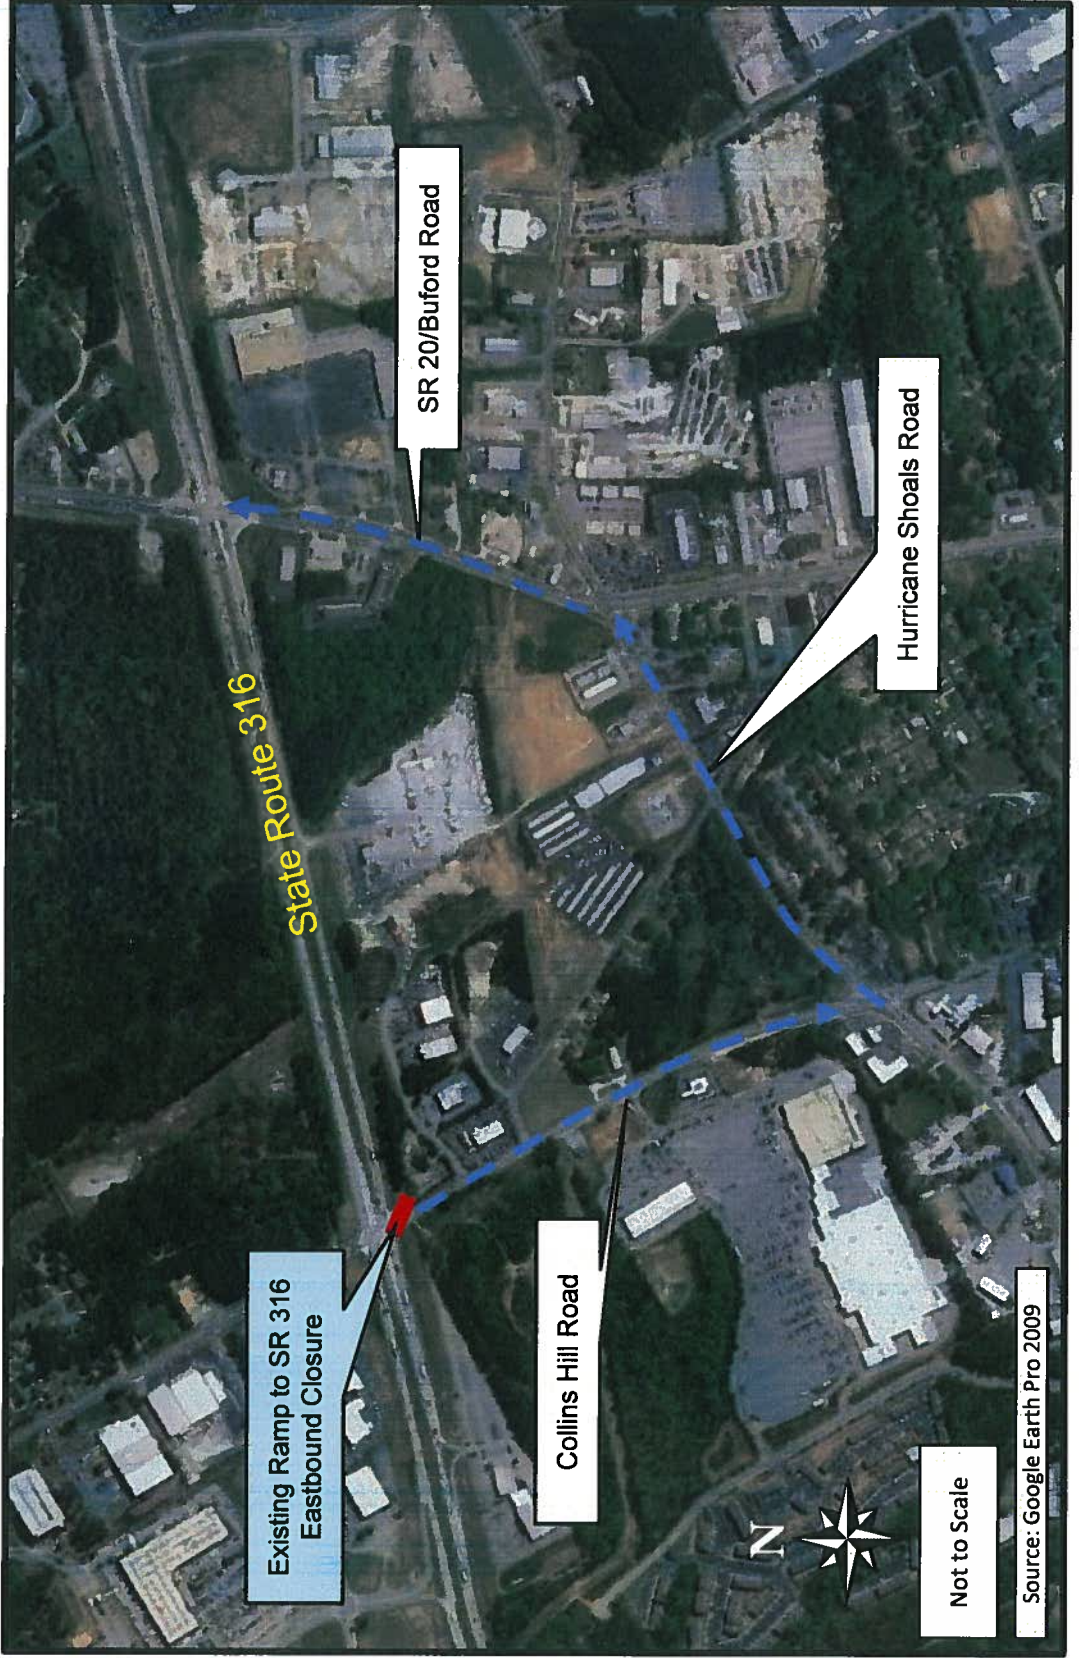 State Route 316
SR 20/Buford Road
Existing Ramp to SR 316
Eastbound Closure
Hurricane Shoals Road
Collins Hill Road
N
Not to Scale
Source: Google Earth Pro 2009